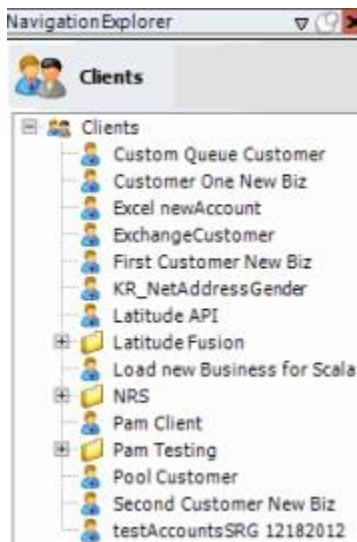 NavigationExplorer
Clients
Clients
Custom Queue Customer
Customer One New Biz
Excel newAccount
ExchangeCustomer
First Customer New Biz
KR_NetAddressGender
Latitude API
Latitude Fusion
Load new Business for Scala
NRS
Pam Client
Pam Testing
Pool Customer
Second Customer New Biz
testAccountsSRG 12182012